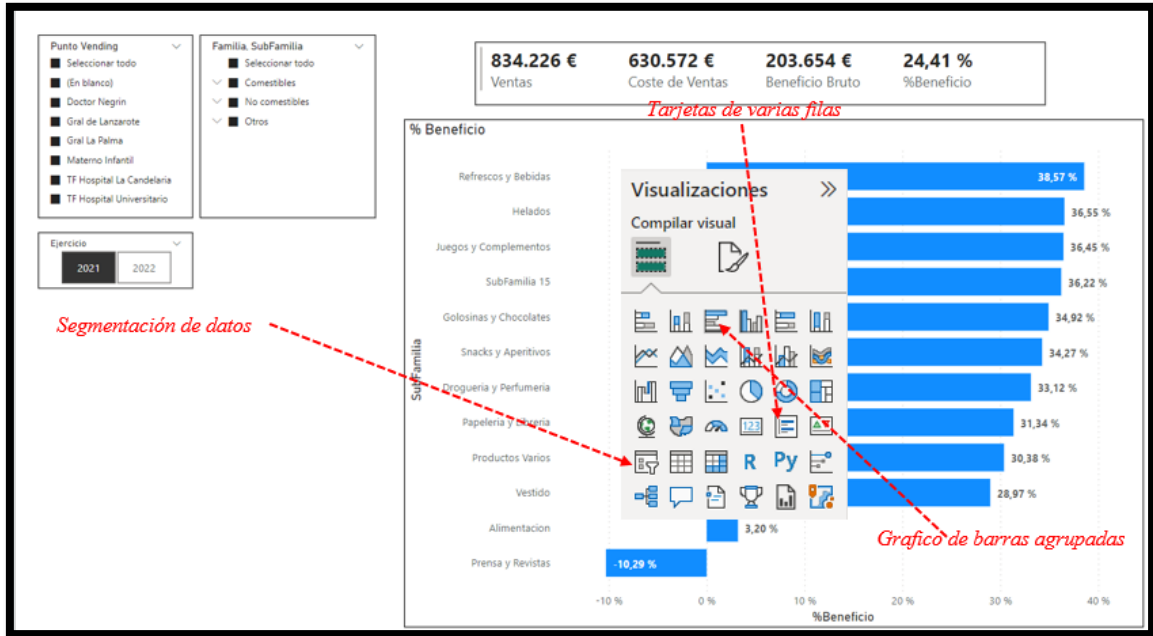 Punto Vending
Seleccionar todo
(En blanco)
Doctor Negrin
Gral de Lanzarote
Gral La Palma
Materno Infantil
TF Hospital La Candelaria
TF Hospital Universitario
Familia, SubFamilia
Seleccionar todo
Comestibles
No comestibles
Otros
Ejercicio
2021 2022
834.226 € 630.572 € 203.654 € 24,41 %
Ventas Coste de Ventas Beneficio Bruto %Beneficio
Tarjetas de varias filas
Segmentación de datos
% Beneficio
SubFamilia
Refrescos y Bebidas 38,57 %
Helados 36,55 %
Juegos y Complementos 36,45 %
SubFamilia 15 36,22 %
Golosinas y Chocolates 34,92 %
Snacks y Aperitivos 34,27 %
Drogueria y Perfumeria 33,12 %
Papeleria y Libreria 31,34 %
Productos Varios 30,38 %
Vestido 28,97 %
Alimentacion 3,20 %
Prensa y Revistas -10,29 %
-10 % 0 % 10 % 20 % 30 % 40 %
%Beneficio
Visualizaciones
Compilar visual
123
R Py
Grafico de barras agrupadas